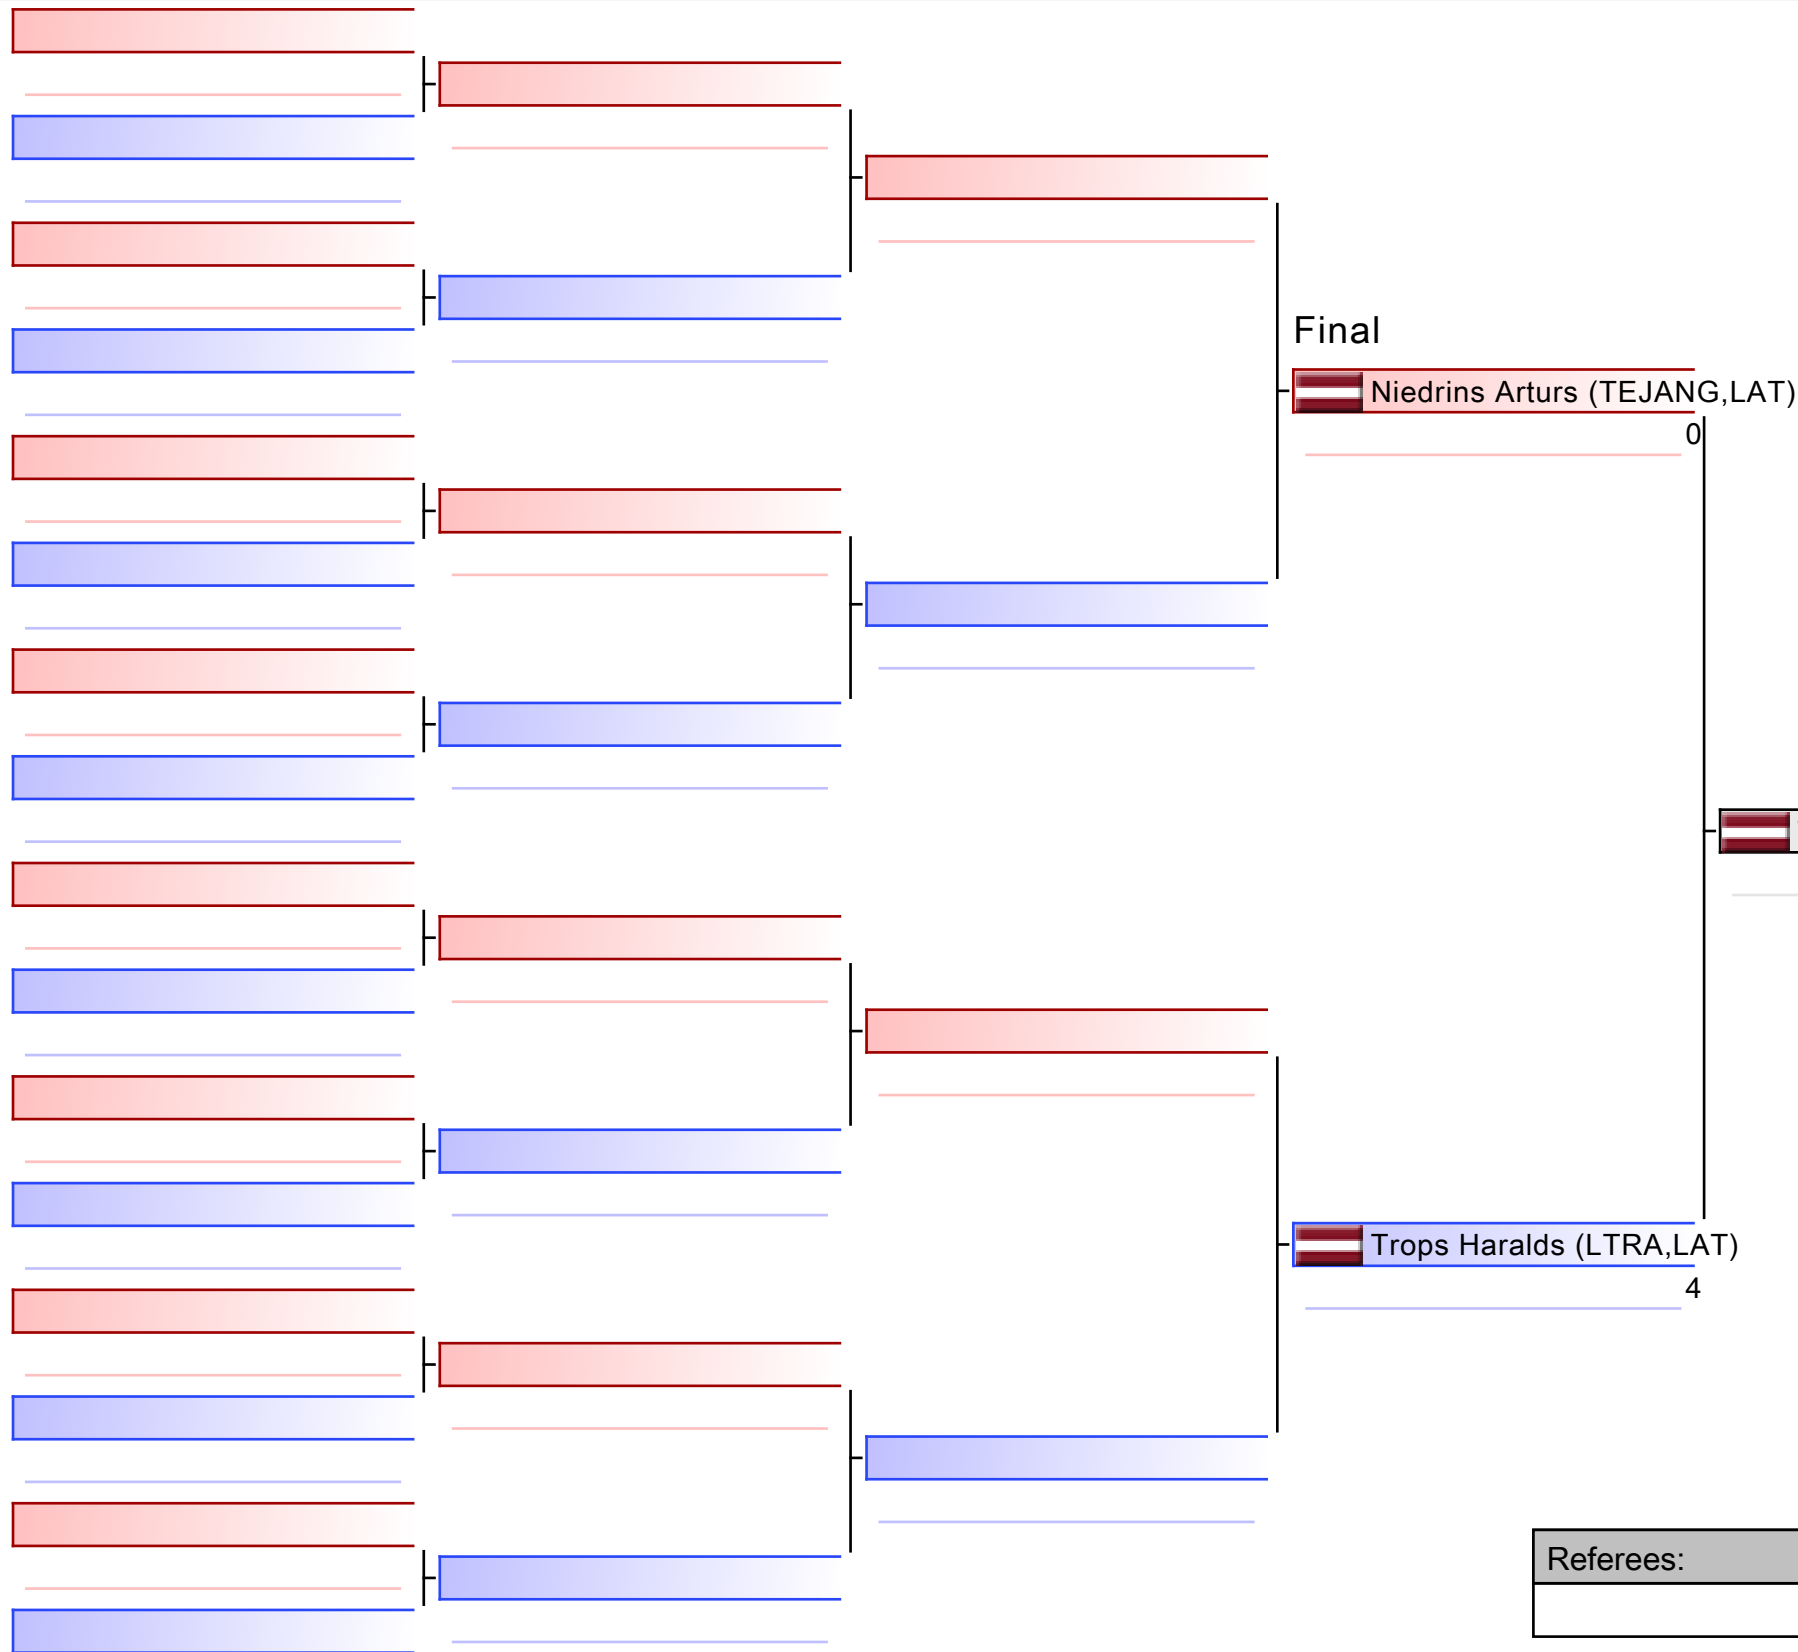 Final
Niedrins Arturs (TEJANG,LAT)
0
Trops Haralds (LTRA,LAT)
4
Referees: